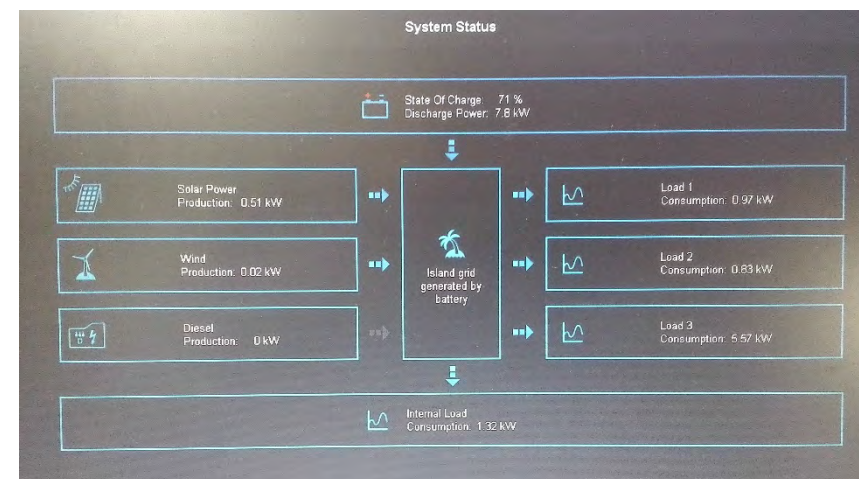 System Status
State Of Charge: 71 %
Discharge Power: 7.8 kW
Solar Power
Production: 0.51 kW
Load 1
Consumption: 0.97 kW
Wind
Production: 0.02 kW
Island grid
generated by
battery
Load 2
Consumption: 0.83 kW
Diesel
Production: 0 kW
Load 3
Consumption: 5.57 kW
Internal Load
Consumption: 1.32 kW